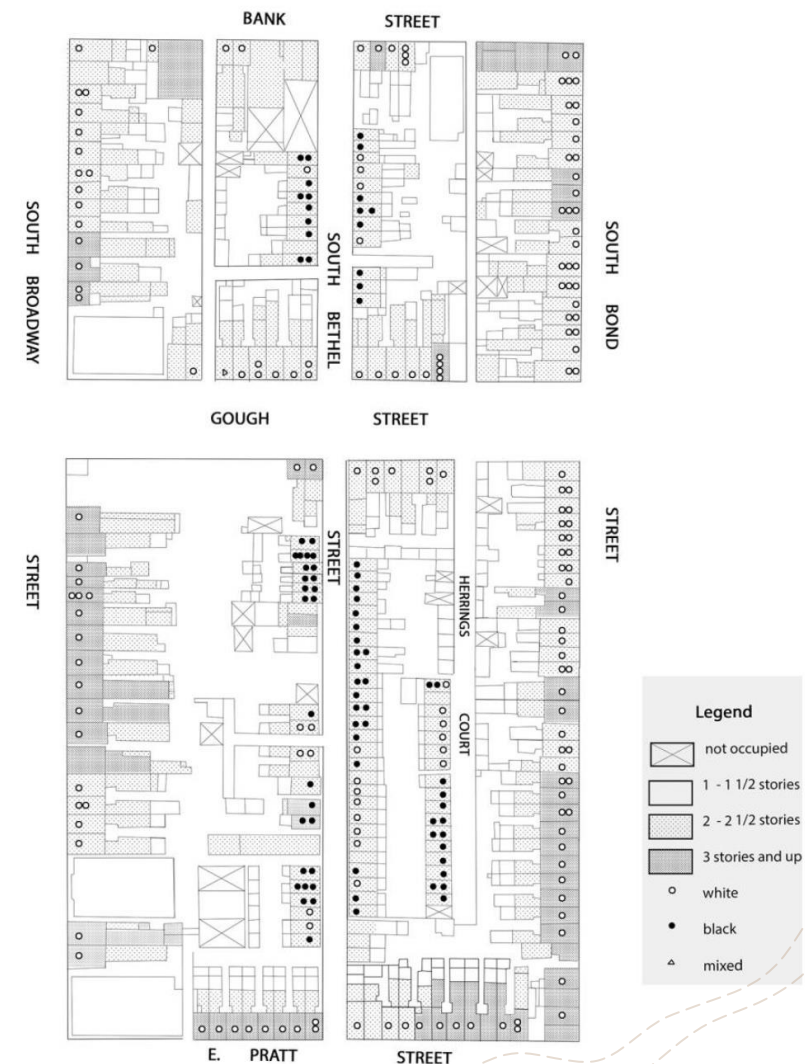 BANK STREET
SOUTH BROADWAY
SOUTH BETHEL
SOUTH BOND
GOUGH STREET
STREET
STREET
STREET
HERRINGS COURT
Legend
not occupied
1 - 1 1/2 stories
2 - 2 1/2 stories
3 stories and up
white
black
mixed
E. PRATT STREET